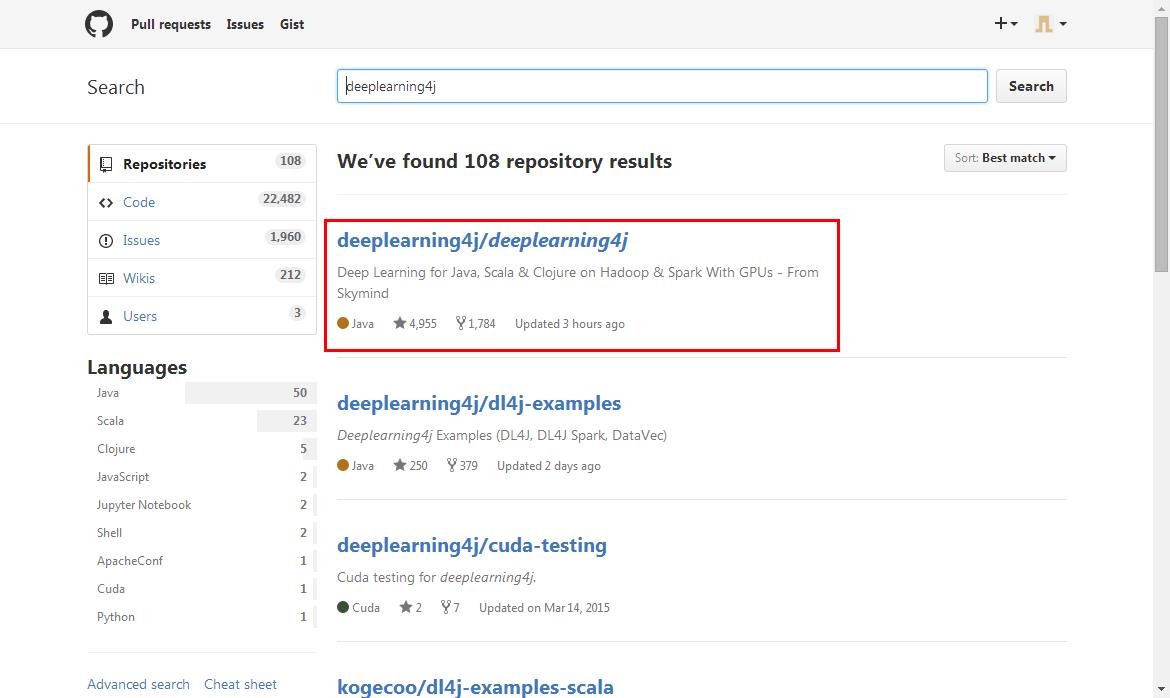 Pull requests Issues Gist
Search deeplearning4j Search
Repositories 108
Code 22,482
Issues 1,960
Wikis 212
Users 3
Languages
Java 50
Scala 23
Clojure 5
JavaScript 2
Jupyter Notebook 2
Shell 2
ApacheConf 1
Cuda 1
Python 1
Advanced search Cheat sheet
We’ve found 108 repository results
Sort: Best match
deeplearning4j/deeplearning4j
Deep Learning for Java, Scala & Clojure on Hadoop & Spark With GPUs - From
Skymind
Java 4,955 1,784 Updated 3 hours ago
deeplearning4j/dl4j-examples
Deeplearning4j Examples (DL4J, DL4J Spark, DataVec)
Java 250 379 Updated 2 days ago
deeplearning4j/cuda-testing
Cuda testing for deeplearning4j.
Cuda 2 7 Updated on Mar 14, 2015
kogecoo/dl4j-examples-scala